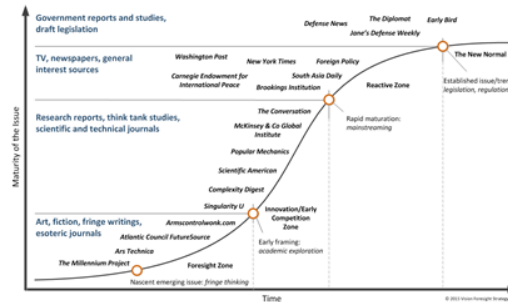 Government reports and studies,
draft legislation
Defense News
The Diplomat
Early Bird
Jane's Defense Weekly
TV, newspapers, general
interest sources
Washington Post
New York Times
Foreign Policy
The New Normal
Carnegie Endowment for
International Peace
South Asia Daily
Brookings Institution
Reactive Zone
Established issue/tren
legislation, regulation
Research reports, think tank studies,
scientific and technical journals
The Conversation
McKinsey & Co Global
Institute
Popular Mechanics
Scientific American
Complexity Digest
Singularity U
Rapid maturation:
mainstreaming
Art, fiction, fringe writings,
esoteric journals
Armscontrolwonk.com
Atlantic Council FutureSource
Ars Technica
The Millennium Project
Innovation/Early
Competition
Zone
Early framing:
academic exploration
Foresight Zone
Nascent emerging issue: fringe thinking
Maturity of the Issue
Time
© 2012 Vision Foresight Strategy